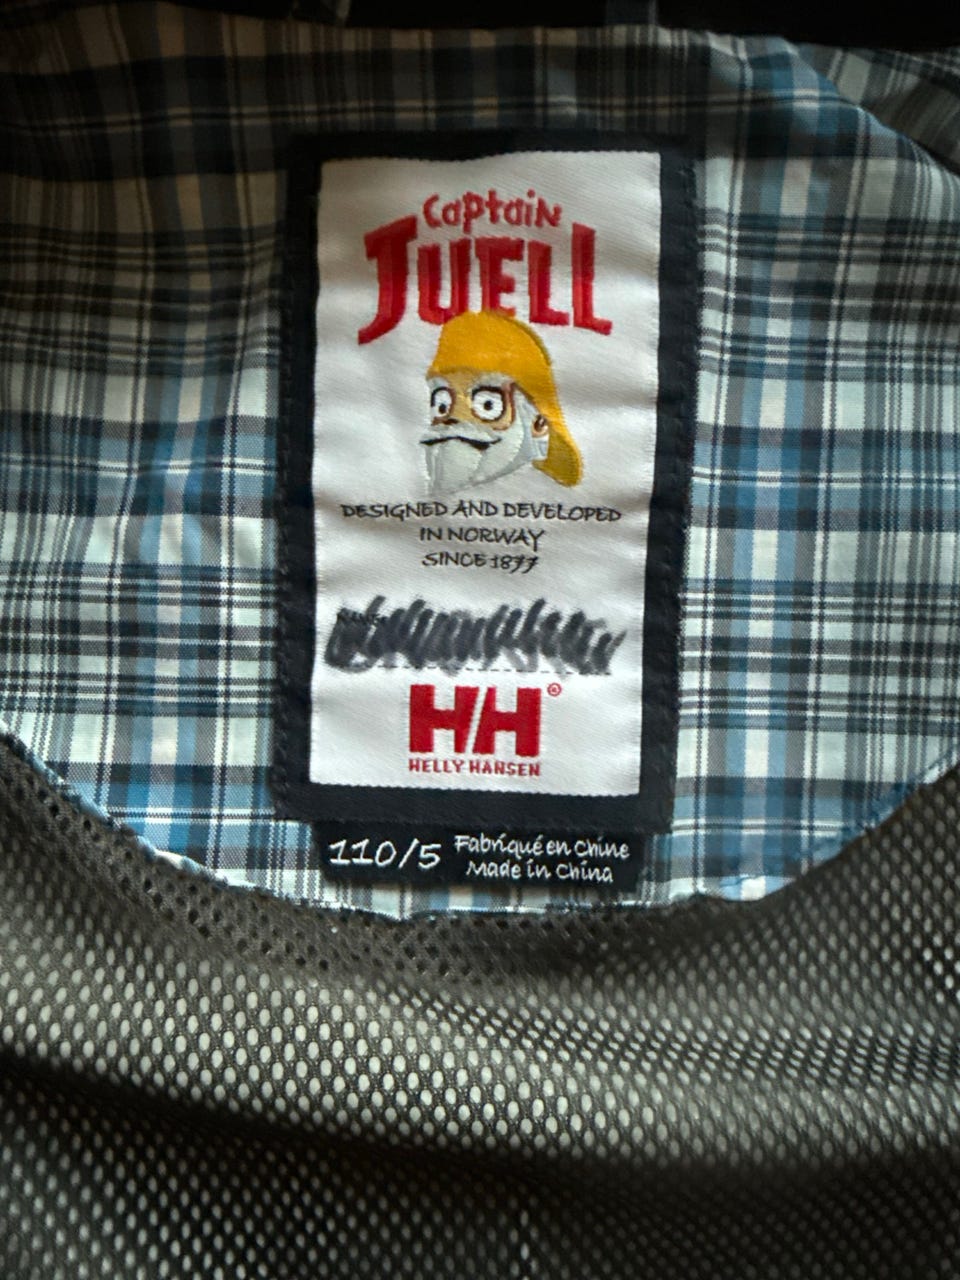 Captain
JUELL
DESIGNED AND DEVELOPED
IN NORWAY
SINCE 1877
NAME:
H/H®
HELLY HANSEN
110/5
Fabriqué en Chine
Made in China